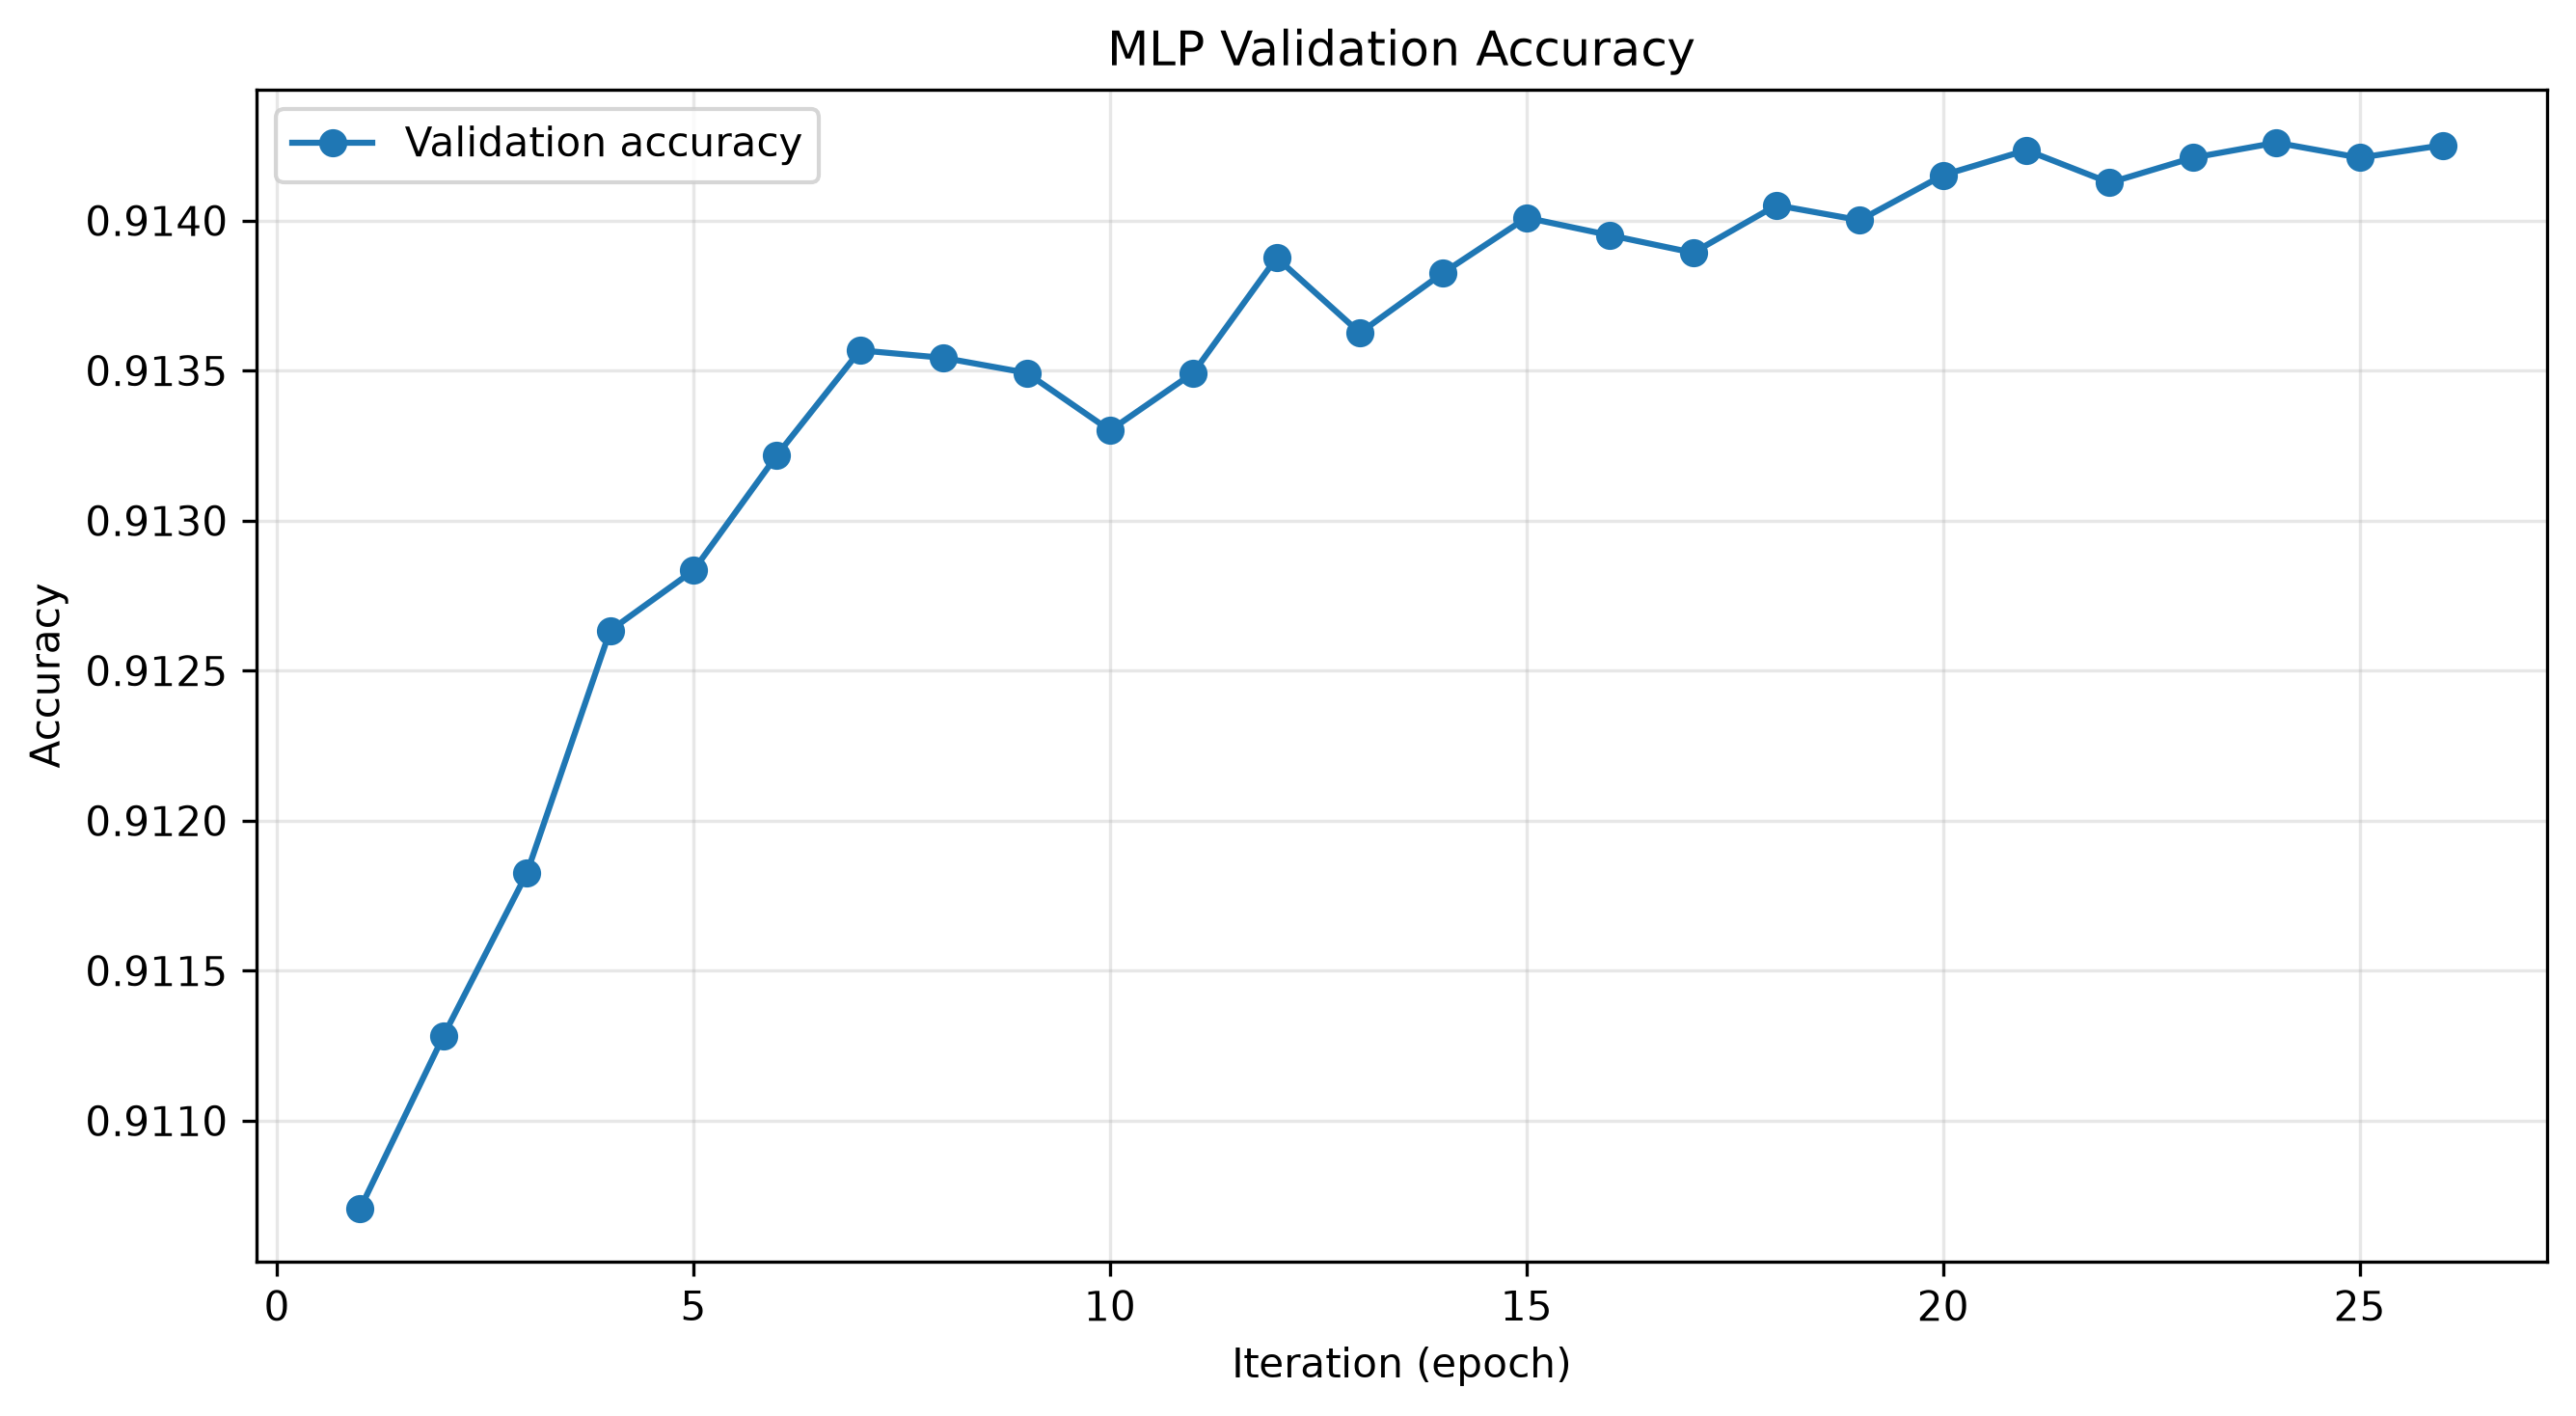 MLP Validation Accuracy
Validation accuracy
Accuracy
0.9140
0.9135
0.9130
0.9125
0.9120
0.9115
0.9110
0 5 10 15 20 25
Iteration (epoch)